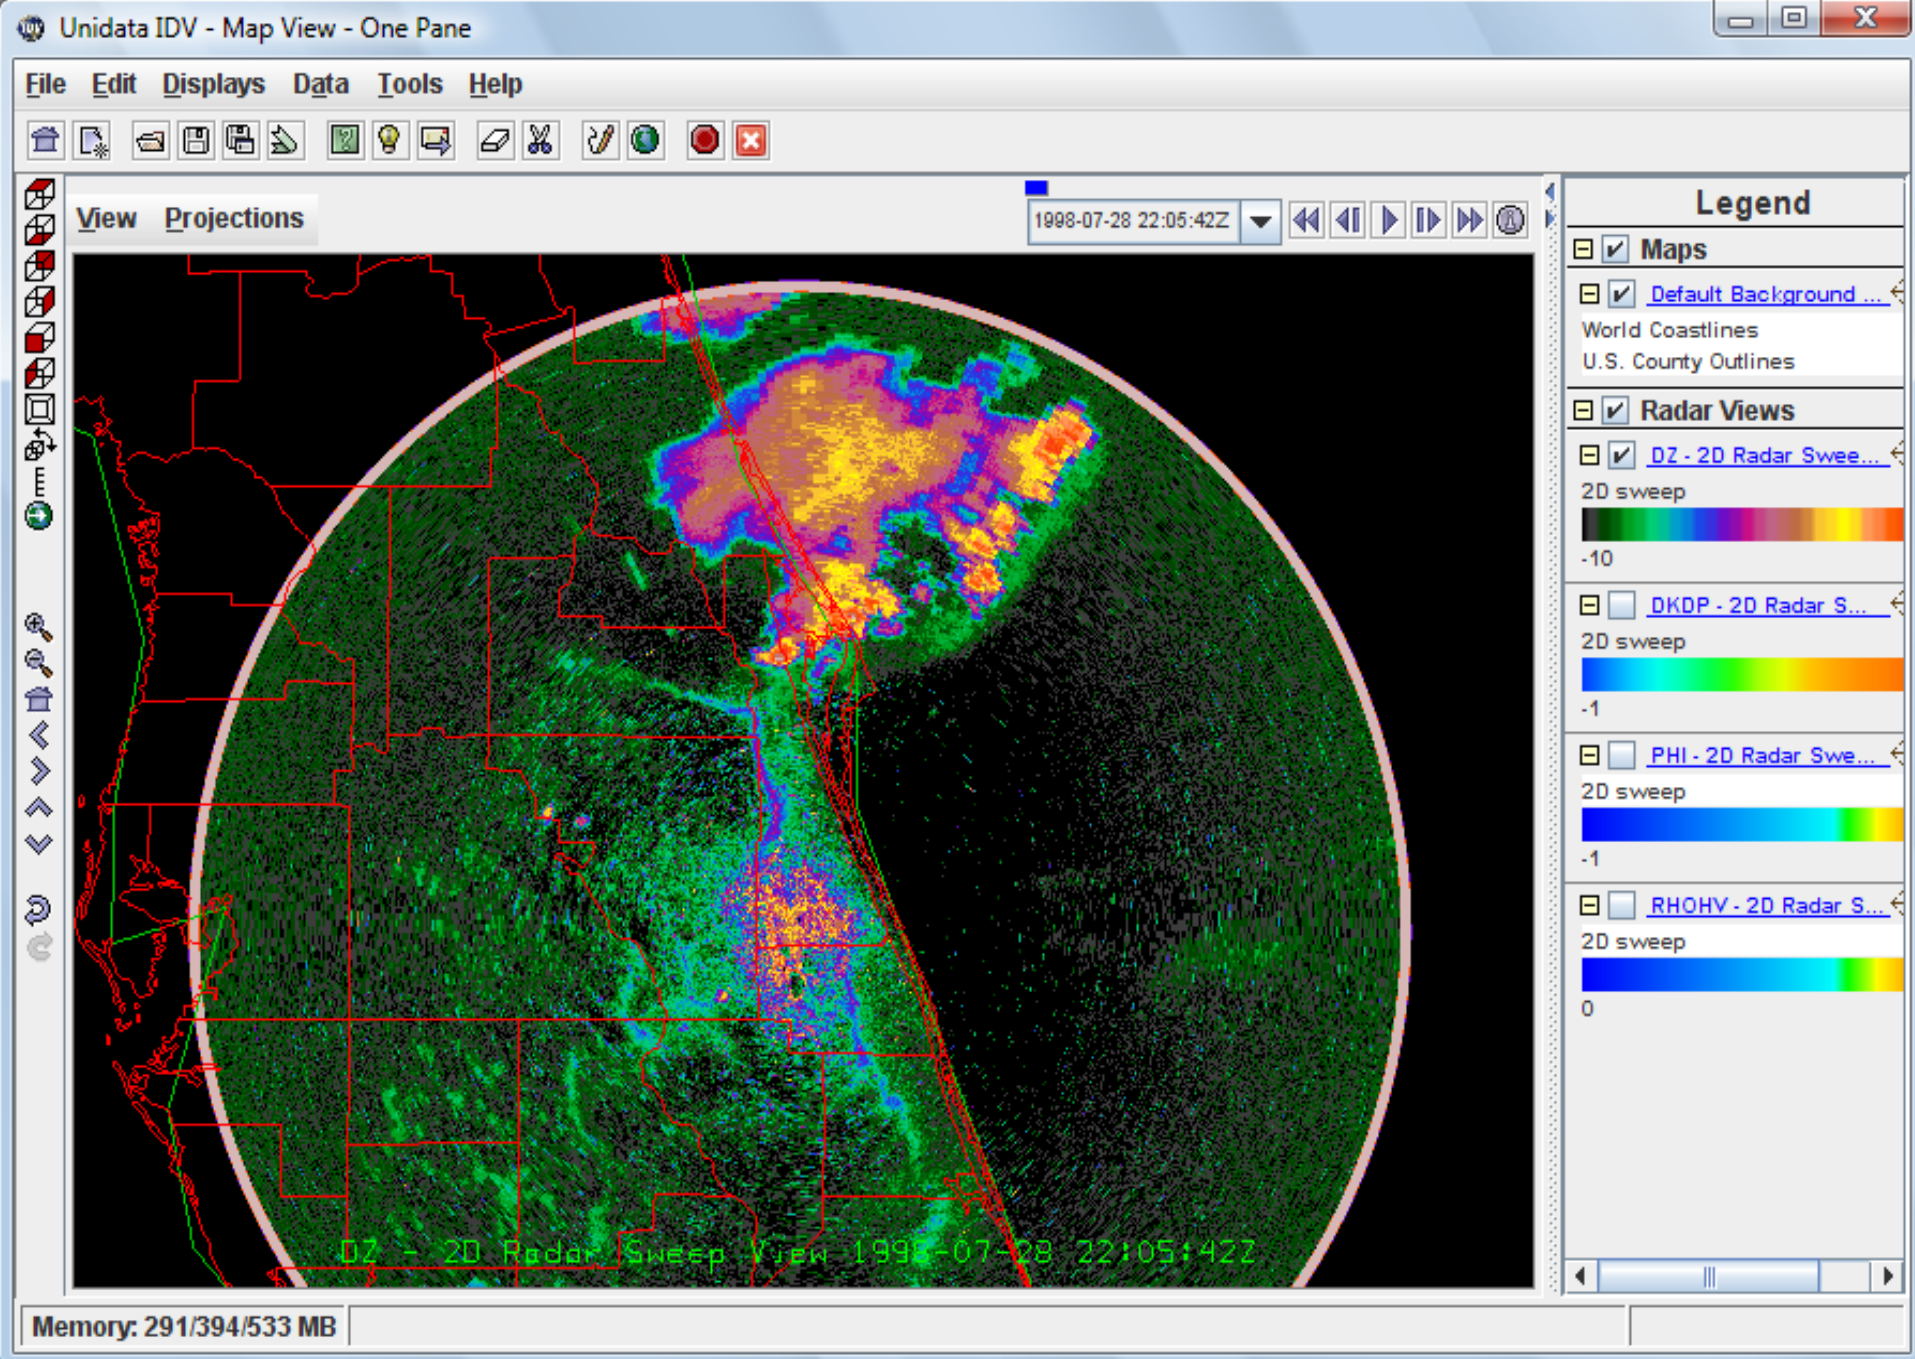 Unidata IDV - Map View - One Pane
File Edit Displays Data Tools Help
View Projections
1998-07-28 22:05:42Z
Legend
Maps
Default Background ...
World Coastlines
U.S. County Outlines
Radar Views
DZ - 2D Radar Swee...
2D sweep
-10
DKDP - 2D Radar S...
2D sweep
-1
PHI - 2D Radar Swe...
2D sweep
-1
RHOHV - 2D Radar S...
2D sweep
0
DZ - 2D Radar Sweep View 1998-07-28 22:05:42Z
Memory: 291/394/533 MB